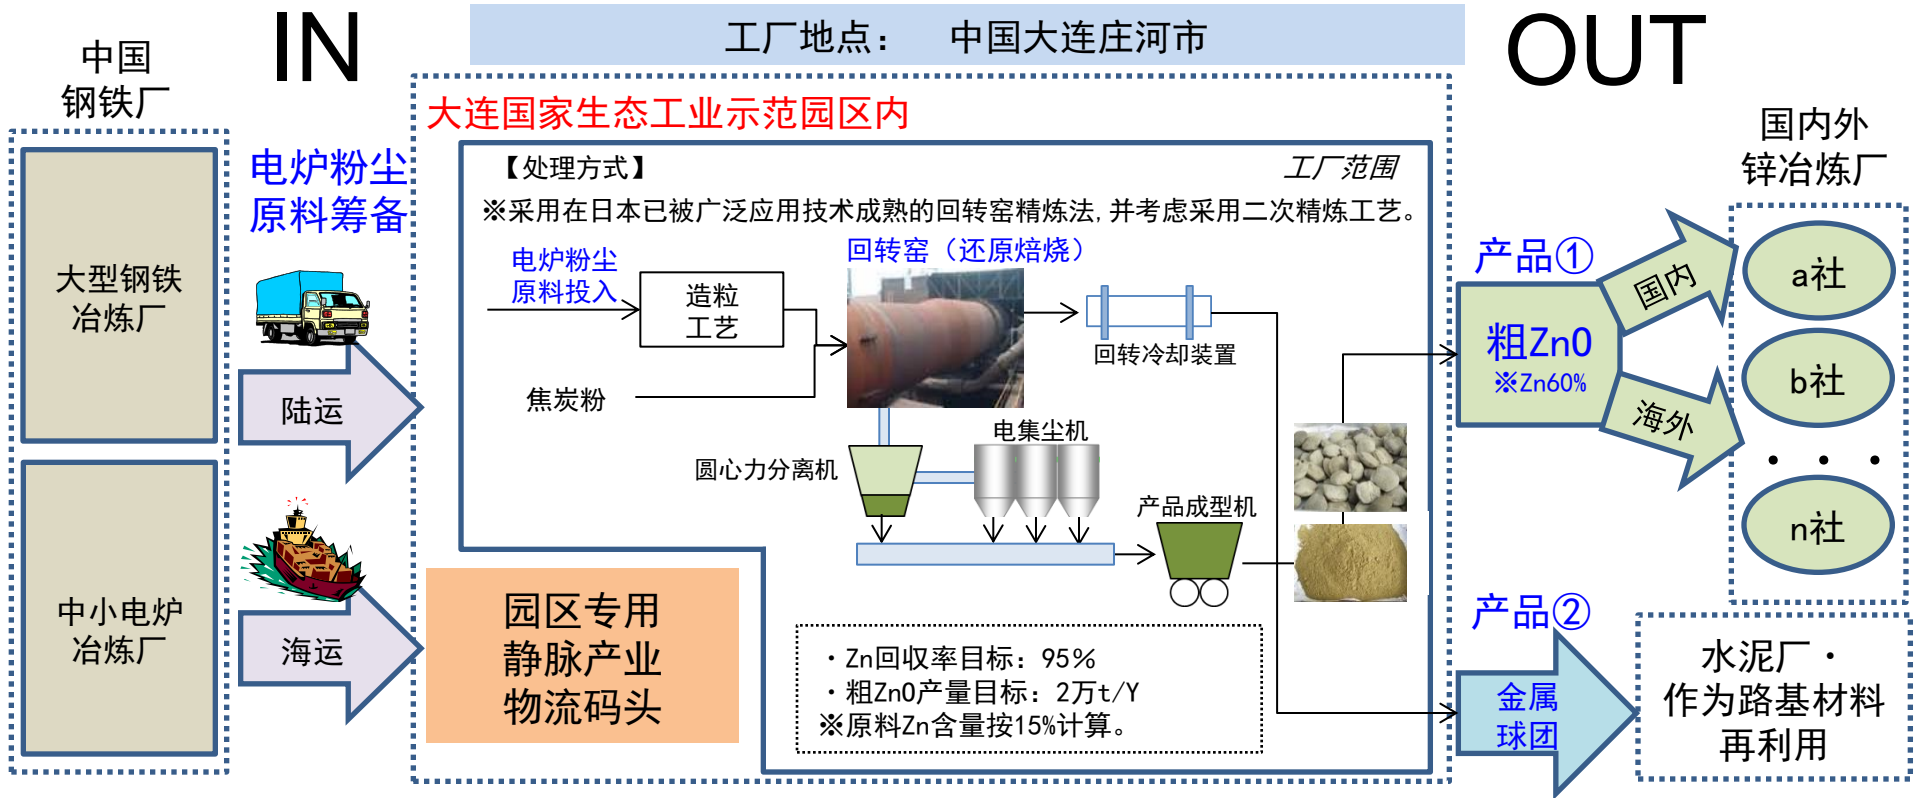 IN
工厂地点： 中国大连庄河市
OUT
中国
钢铁厂
大型钢铁
冶炼厂
中小电炉
冶炼厂
电炉粉尘
原料筹备
陆运
海运
大连国家生态工业示范园区内
【处理方式】
工厂范围
※采用在日本已被广泛应用技术成熟的回转窑精炼法,并考虑采用二次精炼工艺。
电炉粉尘
原料投入
造粒
工艺
焦炭粉
回转窑（还原焙烧）
回转冷却装置
圆心力分离机
电集尘机
产品成型机
园区专用
静脉产业
物流码头
・Zn回收率目标：95%
・粗ZnO产量目标：2万t/Y
※原料Zn含量按15%计算。
产品①
粗ZnO
※Zn60%
国内
海外
国内外
锌冶炼厂
a社
b社
・・・
n社
产品②
金属
球团
水泥厂・
作为路基材料
再利用